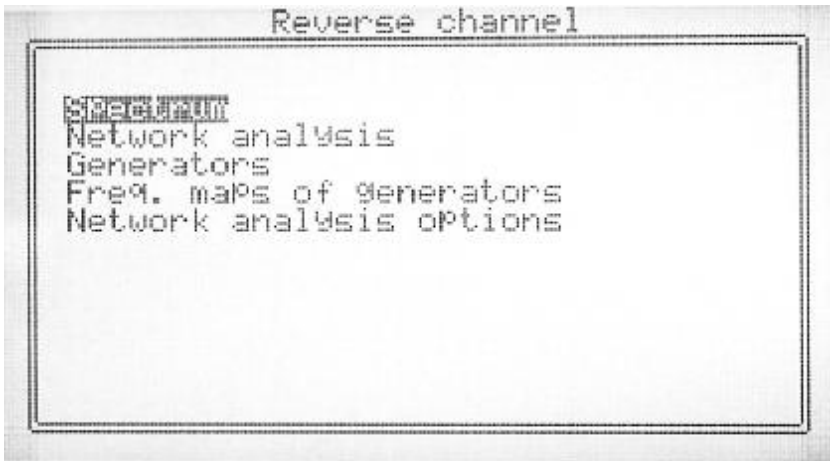 Reverse channel
Spectrum
Network analysis
Generators
Freq. maps of generators
Network analysis options